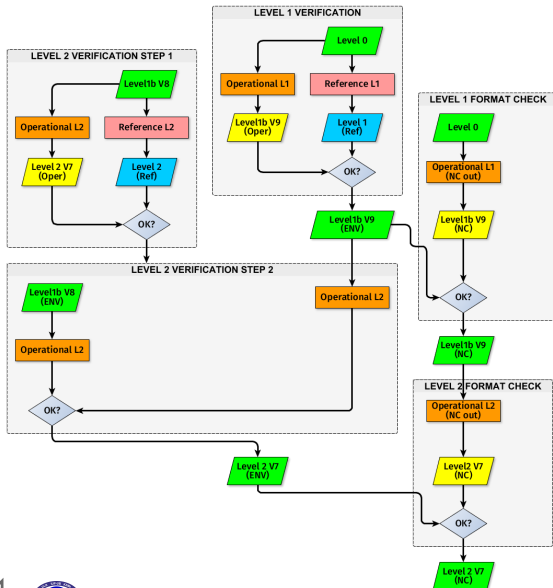 LEVEL 1 VERIFICATION
Level 0
Operational L1
Reference L1
Level1b V9
(Oper)
Level 1
(Ref)
OK?
Level1b V9
(ENV)
LEVEL 2 VERIFICATION STEP 1
Level1b V8
Operational L2
Reference L2
Level 2 V7
(Oper)
Level 2
(Ref)
OK?
LEVEL 1 FORMAT CHECK
Level 0
Operational L1
(NC out)
Level1b V9
(NC)
OK?
Level1b V9
(NC)
LEVEL 2 VERIFICATION STEP 2
Level1b V8
(ENV)
Operational L2
Operational L2
OK?
Level 2 V7
(ENV)
LEVEL 2 FORMAT CHECK
Operational L2
(NC out)
Level2 V7
(NC)
OK?
Level 2 V7
(NC)